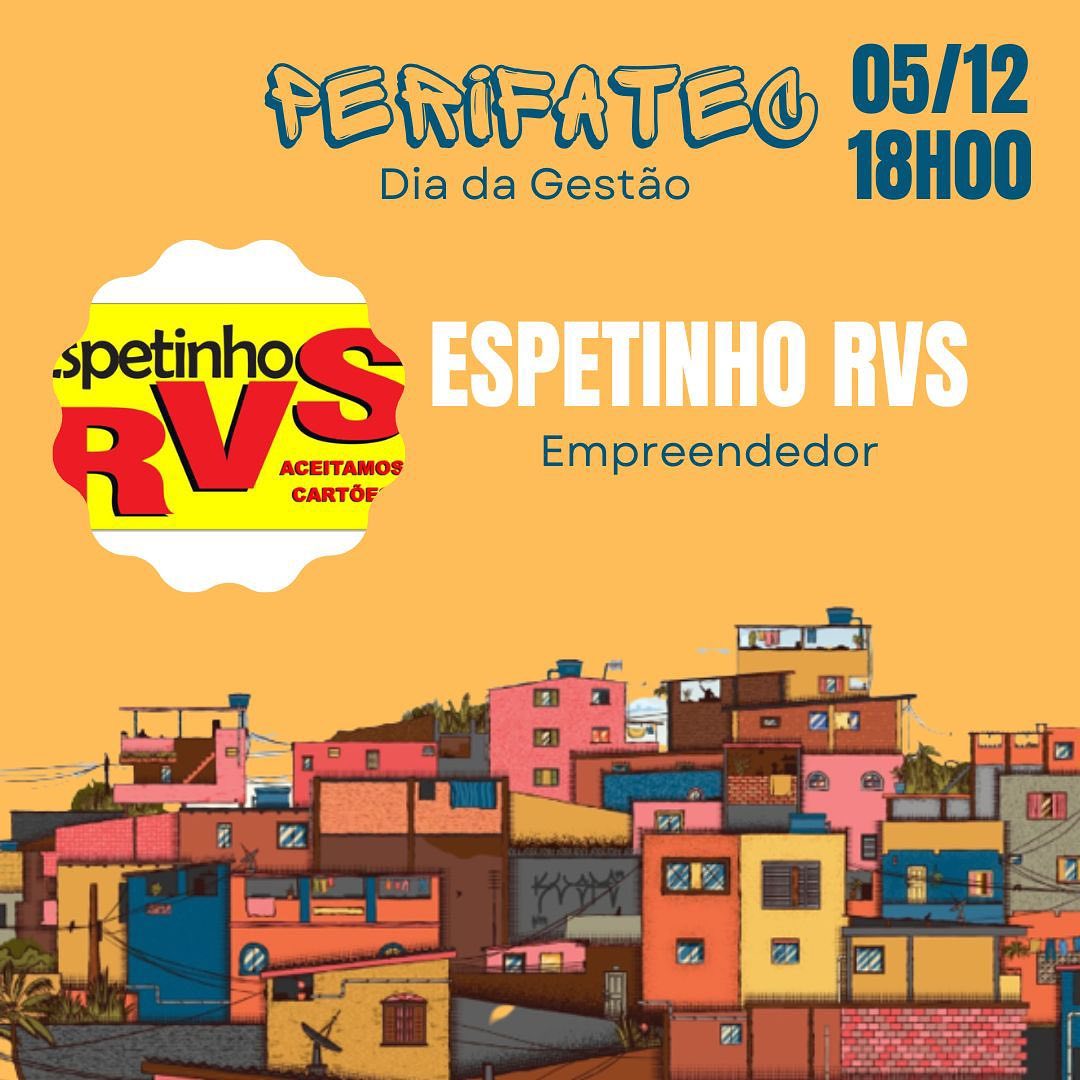 PERIFATEC
Dia da Gestão
05/12
18H00
.spetinho
RVS
ACEITAMOS
CARTÕE
ESPETINHO RVS
Empreendedor